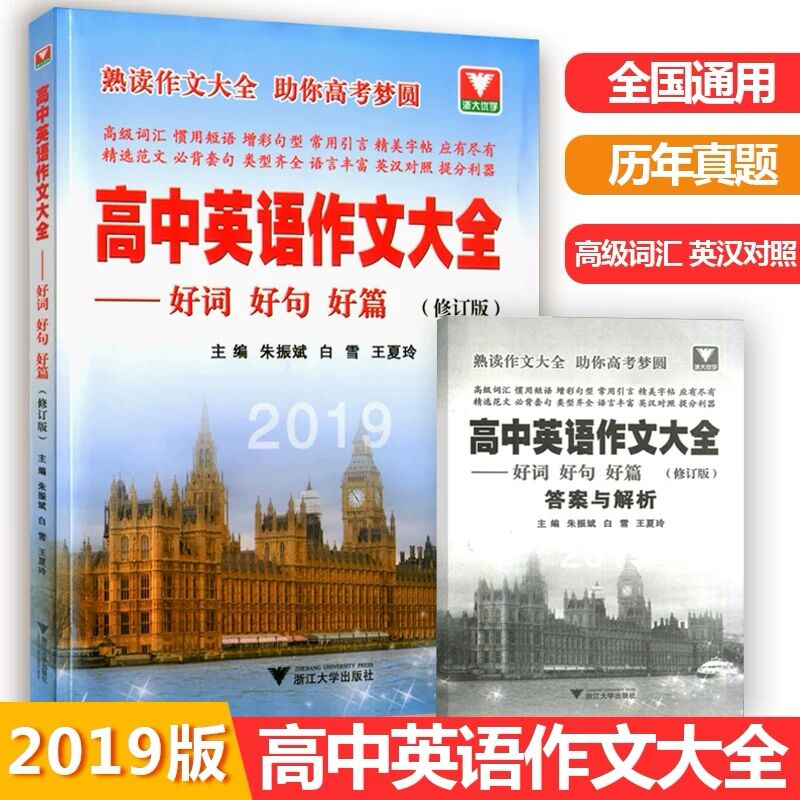 熟读作文大全 助你高考梦圆
浙大优学
高级词汇 惯用短语 增彩句型 常用引言 精美字帖 应有尽有
精选范文 必背套句 类型齐全 语言丰富 英汉对照 提分利器
高中英语作文大全
——好词 好句 好篇 (修订版)
主 编 朱振斌 白 雪 王夏玲
2019
ZHEJIANG UNIVERSITY PRESS
浙江大学出版社
高中英语作文大全——好词 好句 好篇(修订版) 主 编 朱振斌 白 雪 王夏玲
浙江大学出版社
全国通用
历年真题
高级词汇 英汉对照
熟读作文大全 助你高考梦圆
浙大优学
高级词汇 惯用短语 增彩句型 常用引言 精美字帖 应有尽有
精选范文 必背套句 类型齐全 语言丰富 英汉对照 提分利器
高中英语作文大全
——好词 好句 好篇 (修订版)
答案与解析
主 编 朱振斌 白 雪 王夏玲
浙江大学出版社
2019版
高中英语作文大全